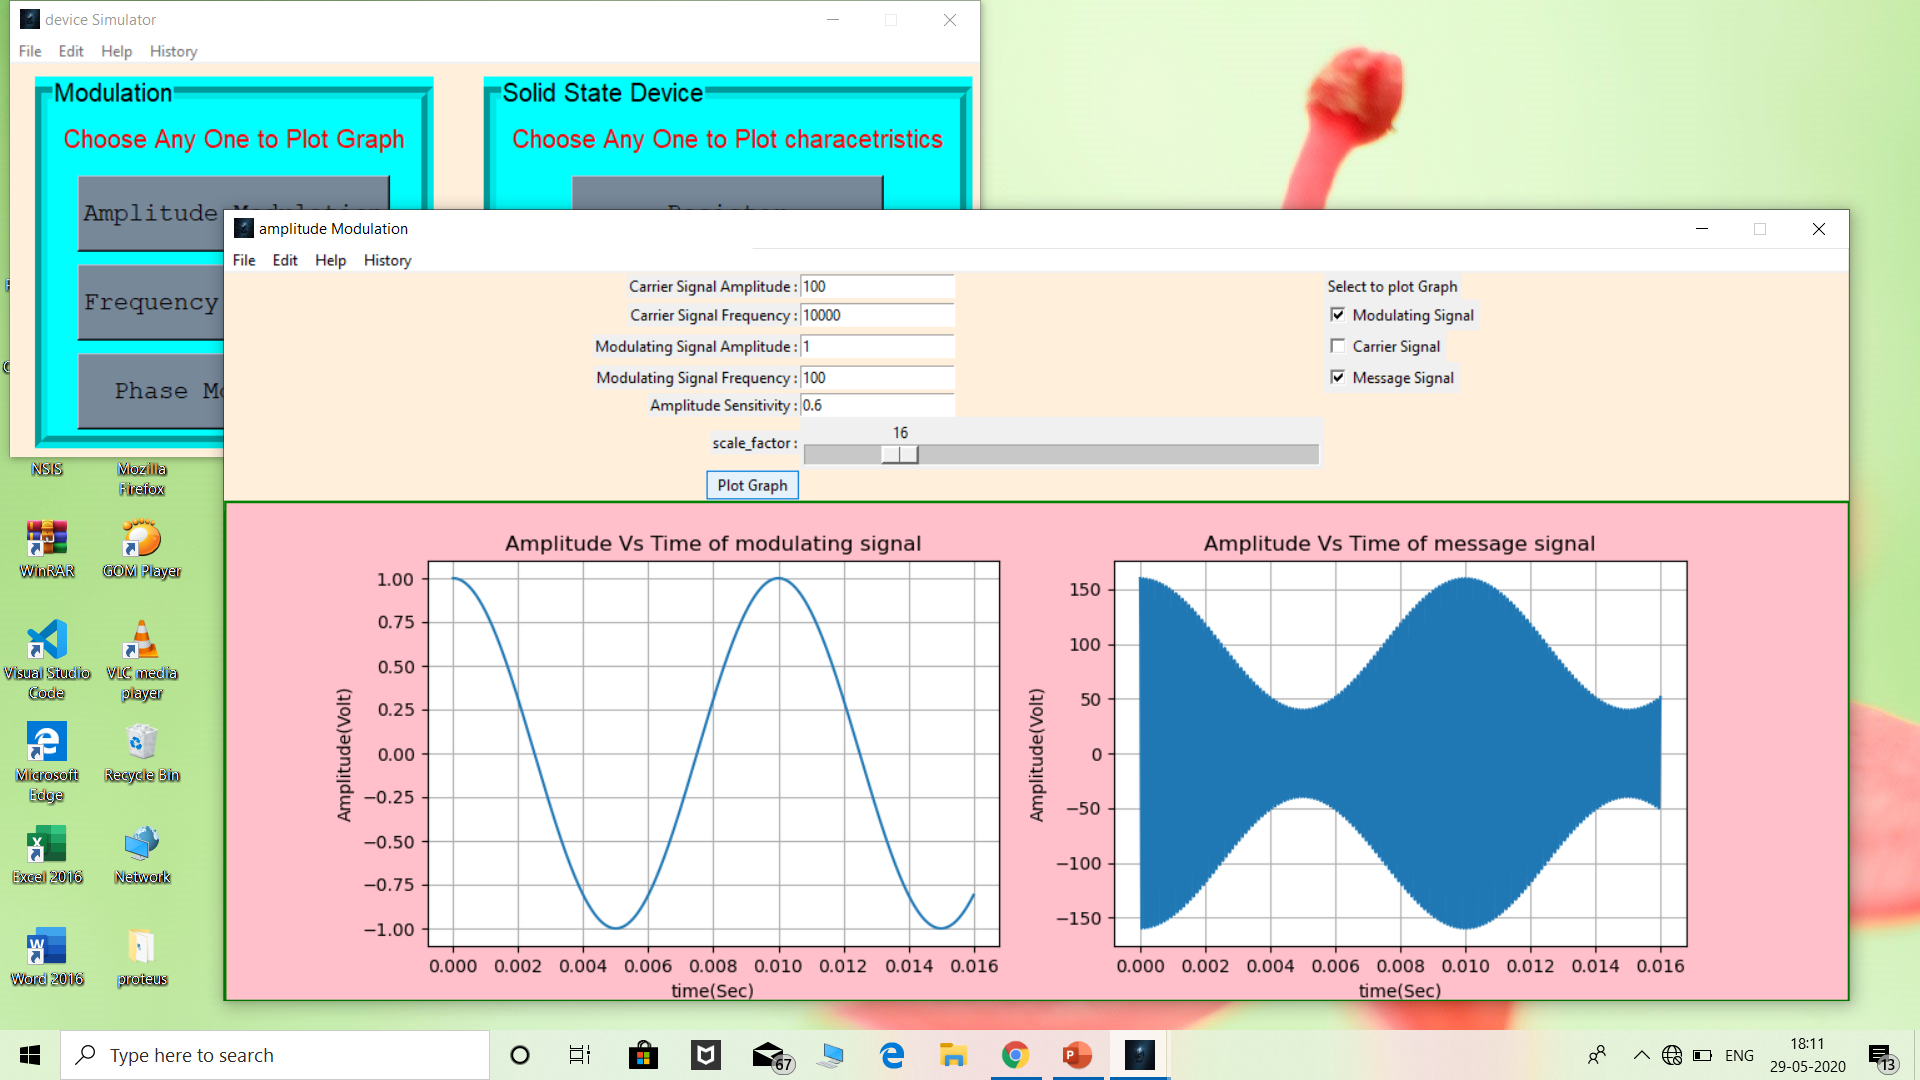 device Simulator
File Edit Help History
Modulation
Choose Any One to Plot Graph
Frequency
Solid State Device
Choose Any One to Plot characetristics
amplitude Modulation
File Edit Help History
Carrier Signal Amplitude : 100
Carrier Signal Frequency : 10000
Modulating Signal Amplitude : 1
Modulating Signal Frequency : 100
Amplitude Sensitivity : 0.6
scale_factor : 16
Plot Graph
Select to plot Graph
Modulating Signal
Carrier Signal
Message Signal
Amplitude Vs Time of modulating signal
Amplitude(Volt)
1.00
0.75
0.50
0.25
0.00
−0.25
−0.50
−0.75
−1.00
0.000 0.002 0.004 0.006 0.008 0.010 0.012 0.014 0.016
time(Sec)
Amplitude Vs Time of message signal
Amplitude(Volt)
150
100
50
0
−50
−100
−150
0.000 0.002 0.004 0.006 0.008 0.010 0.012 0.014 0.016
time(Sec)
NSIS
Mozilla
Firefox
WinRAR
GOM Player
Visual Studio
Code
VLC media
player
Microsoft
Edge
Recycle Bin
Excel 2016
Network
Word 2016
proteus
Type here to search
67
ENG
18:11
29-05-2020
13